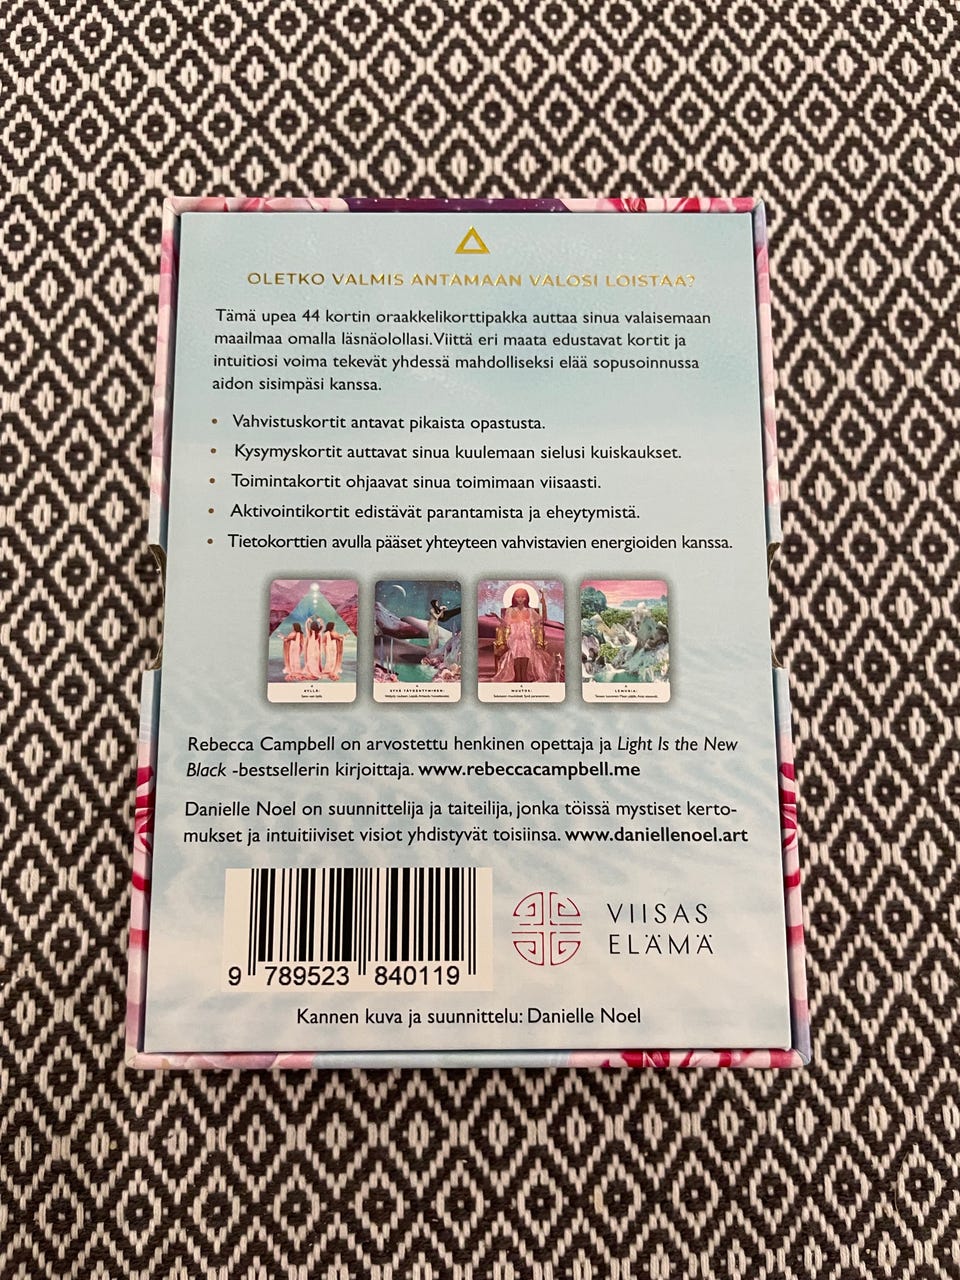 OLETKO VALMIS ANTAMAAN VALOSI LOISTAA?
Tämä upea 44 kortin oraakkelikorttipakka auttaa sinua valaisemaan
maailmaa omalla läsnäolollasi. Viittä eri maata edustavat kortit ja
intuitiosi voima tekevät yhdessä mahdolliseksi elää sopusoinnussa
aidon sisimpäsi kanssa.
• Vahvistuskortit antavat pikaista opastusta.
• Kysymyskortit auttavat sinua kuulemaan sielusi kuiskaukset.
• Toimintakortit ohjaavat sinua toimimaan viisaasti.
• Aktivointikortit edistävät parantamista ja eheytymistä.
• Tietokorttien avulla pääset yhteyteen vahvistavien energioiden kanssa.
KYLLÄ:
SYVÄ TÄYDENTYMINEN:
MUUTOS:
LEMURIA:
Rebecca Campbell on arvostettu henkinen opettaja ja Light Is the New
Black -bestsellerin kirjoittaja. www.rebeccacampbell.me
Danielle Noel on suunnittelija ja taiteilija, jonka töissä mystiset kerto-
mukset ja intuitiiviset visiot yhdistyvät toisiinsa. www.daniellenoel.art
9 789523 840119
VIISAS
ELÄMÄ
Kannen kuva ja suunnittelu: Danielle Noel